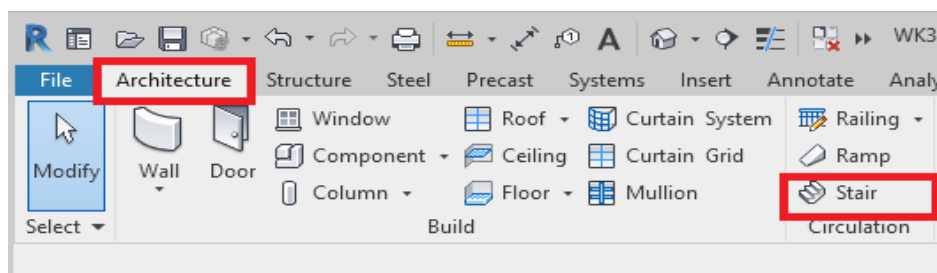 R WK3
File Architecture Structure Steel Precast Systems Insert Annotate Analy
Window Roof Curtain System Railing
Modify Wall Door Component Ceiling Curtain Grid Ramp
Column Floor Mullion Stair
Select Build Circulation